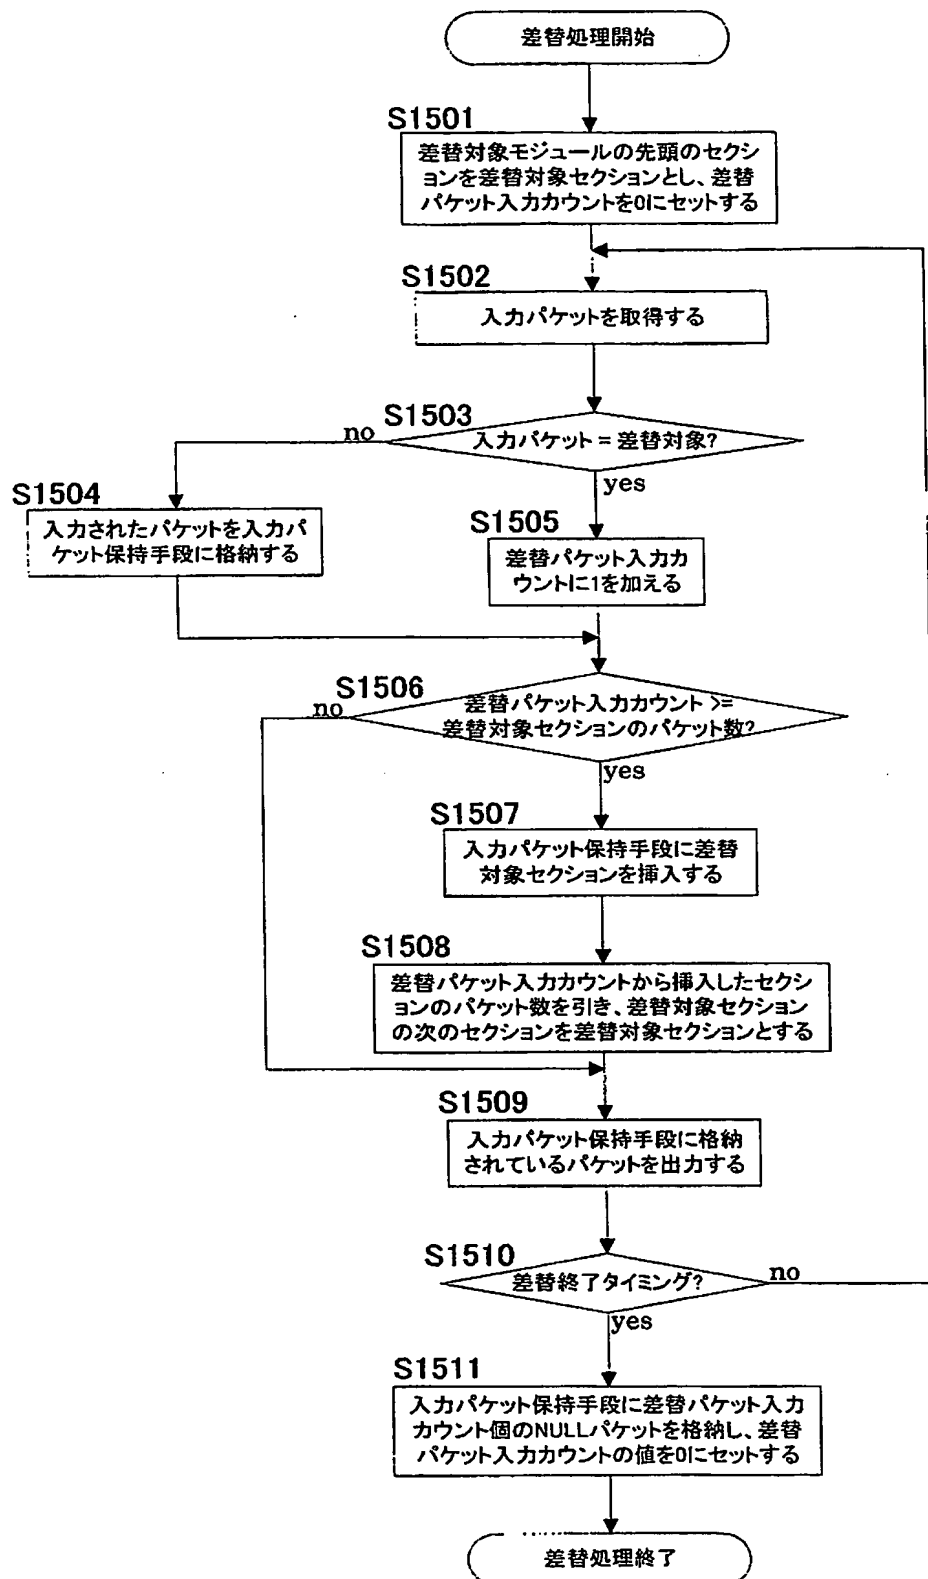 差替処理開始
S1501
差替対象モジュールの先頭のセクシ
ョンを差替対象セクションとし、差替
パケット入力カウントを0にセットする
S1502
入力パケットを取得する
S1503
入力パケット = 差替対象?
no
yes
S1504
入力されたパケットを入力パ
ケット保持手段に格納する
S1505
差替パケット入力カ
ウントに1を加える
S1506
差替パケット入力カウント >=
差替対象セクションのパケット数?
no
yes
S1507
入力パケット保持手段に差替
対象セクションを挿入する
S1508
差替パケット入力カウントから挿入したセクシ
ョンのパケット数を引き、差替対象セクション
の次のセクションを差替対象セクションとする
S1509
入力パケット保持手段に格納
されているパケットを出力する
S1510
差替終了タイミング?
no
yes
S1511
入力パケット保持手段に差替パケット入力
カウント個のNULLパケットを格納し、差替
パケット入力カウントの値を0にセットする
差替処理終了